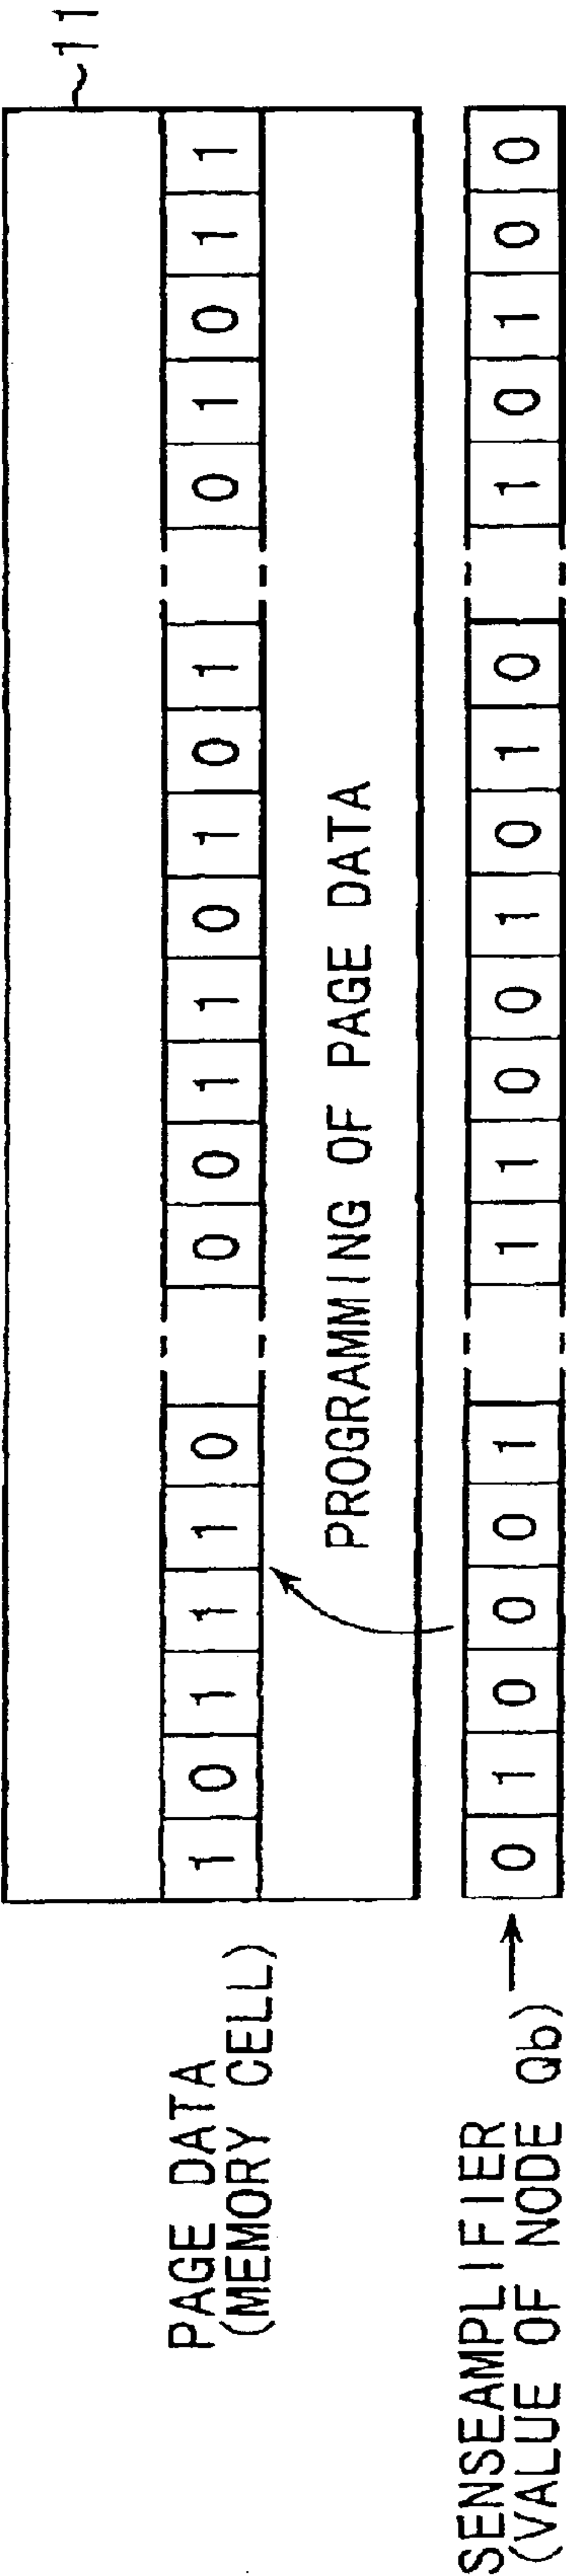 11
PAGE DATA
(MEMORY CELL)
1 0 1 1 1 0 0 0 1 1 0 1 0 1 0 1 0 1 1
PROGRAMMING OF PAGE DATA
SENSEAMPLIFIER
(VALUE OF NODE Qb)
0 1 0 0 0 1 1 1 0 0 1 0 1 0 1 0 1 0 0